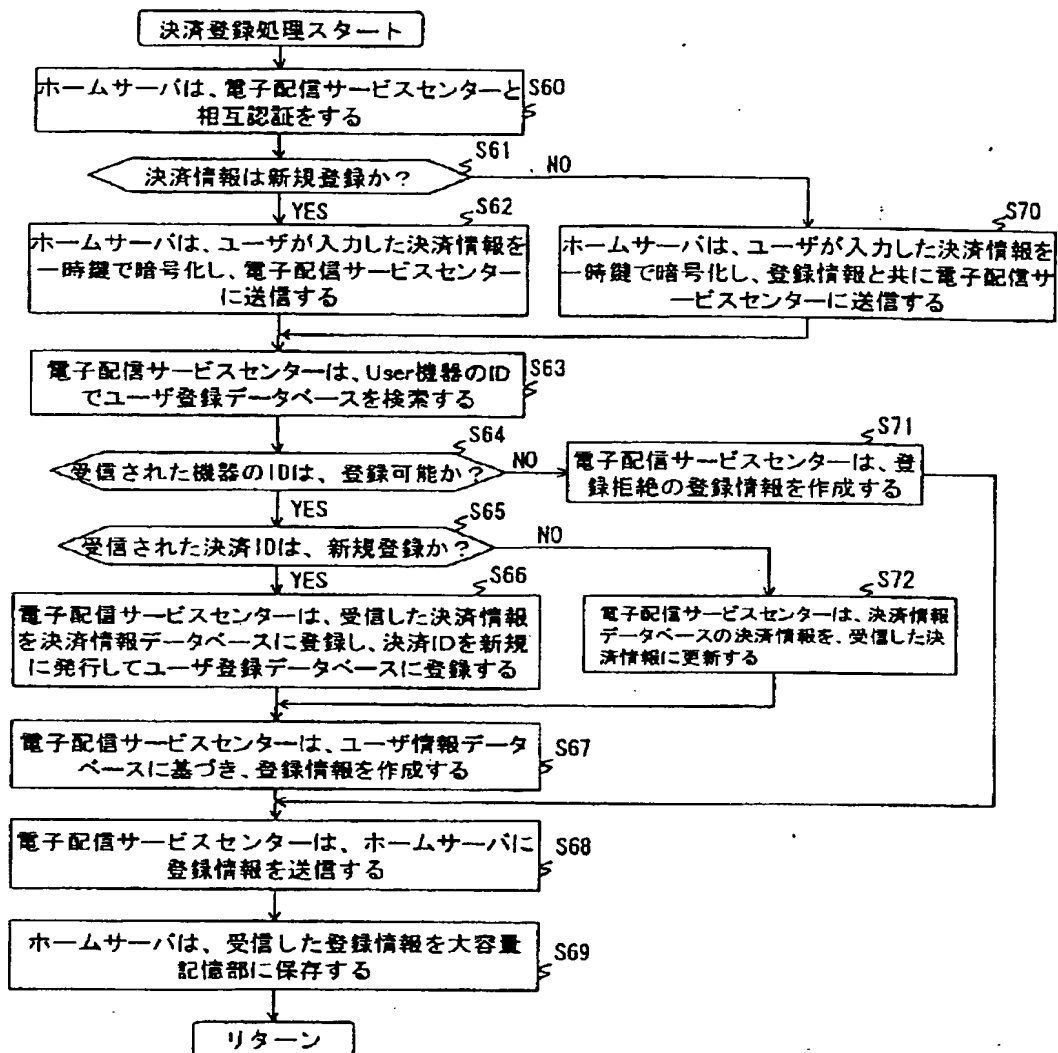 決済登録処理スタート
ホームサーバは、電子配信サービスセンターと
相互認証をする
S60
決済情報は新規登録か?
S61
NO
YES
S62
ホームサーバは、ユーザが入力した決済情報を
一時鍵で暗号化し、電子配信サービスセンター
に送信する
S70
ホームサーバは、ユーザが入力した決済情報を
一時鍵で暗号化し、登録情報と共に電子配信サ
ービスセンターに送信する
電子配信サービスセンターは、User機器のID
でユーザ登録データベースを検索する
S63
S64
受信された機器のIDは、登録可能か?
NO
YES
S71
電子配信サービスセンターは、登
録拒絶の登録情報を作成する
S65
受信された決済IDは、新規登録か?
NO
YES
S66
電子配信サービスセンターは、受信した決済情報
を決済情報データベースに登録し、決済IDを新規
に発行してユーザ登録データベースに登録する
S72
電子配信サービスセンターは、決済情報
データベースの決済情報を、受信した決
済情報に更新する
電子配信サービスセンターは、ユーザ情報データ
ベースに基づき、登録情報を作成する
S67
電子配信サービスセンターは、ホームサーバに
登録情報を送信する
S68
ホームサーバは、受信した登録情報を大容量
記憶部に保存する
S69
リターン